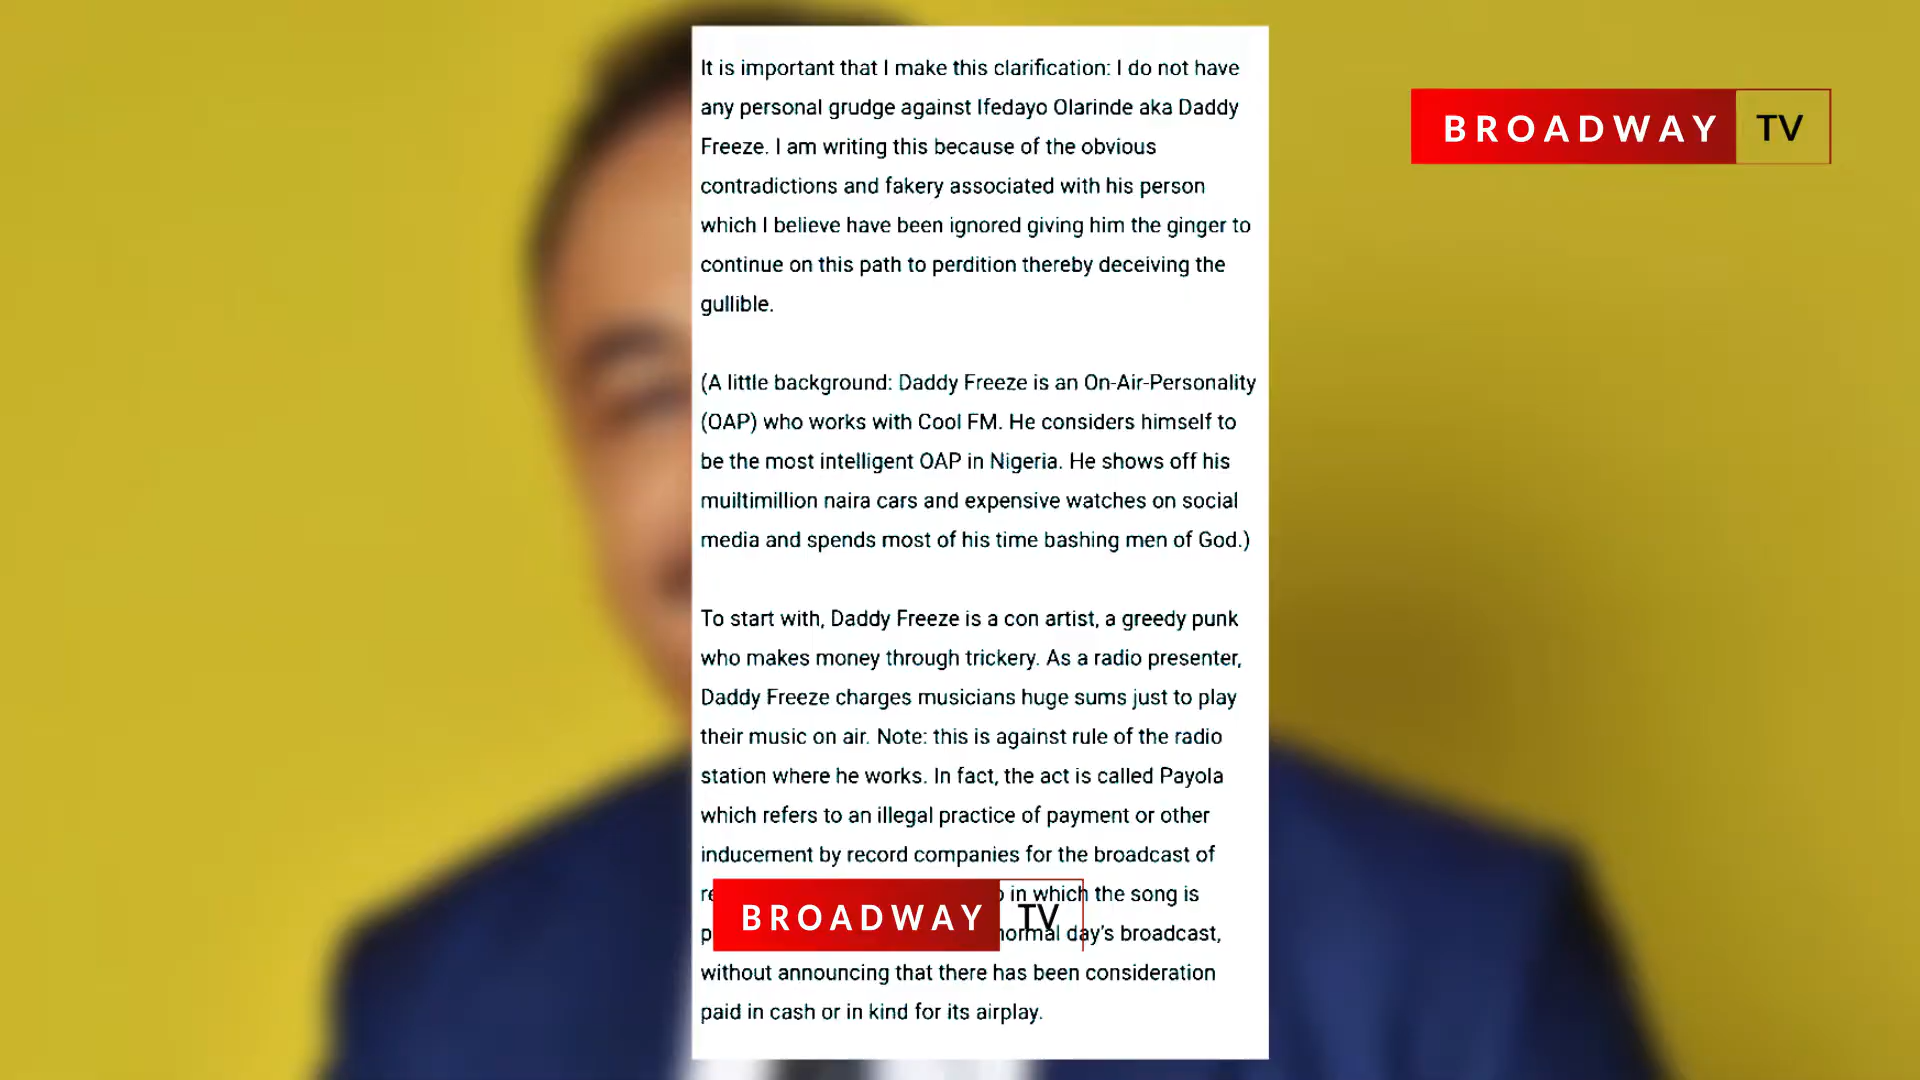 It is important that I make this clarification: I do not have
any personal grudge against Ifedayo Olarinde aka Daddy
Freeze. I am writing this because of the obvious
contradictions and fakery associated with his person
which I believe have been ignored giving him the ginger to
continue on this path to perdition thereby deceiving the
gullible.
(A little background: Daddy Freeze is an On-Air-Personality
(OAP) who works with Cool FM. He considers himself to
be the most intelligent OAP in Nigeria. He shows off his
muiltimillion naira cars and expensive watches on social
media and spends most of his time bashing men of God.)
To start with, Daddy Freeze is a con artist, a greedy punk
who makes money through trickery. As a radio presenter,
Daddy Freeze charges musicians huge sums just to play
their music on air. Note: this is against rule of the radio
station where he works. In fact, the act is called Payola
which refers to an illegal practice of payment or other
inducement by record companies for the broadcast of
in which the song is
normal day's broadcast,
without announcing that there has been consideration
paid in cash or in kind for its airplay.
BROADWAY TV
BROADWAY TV